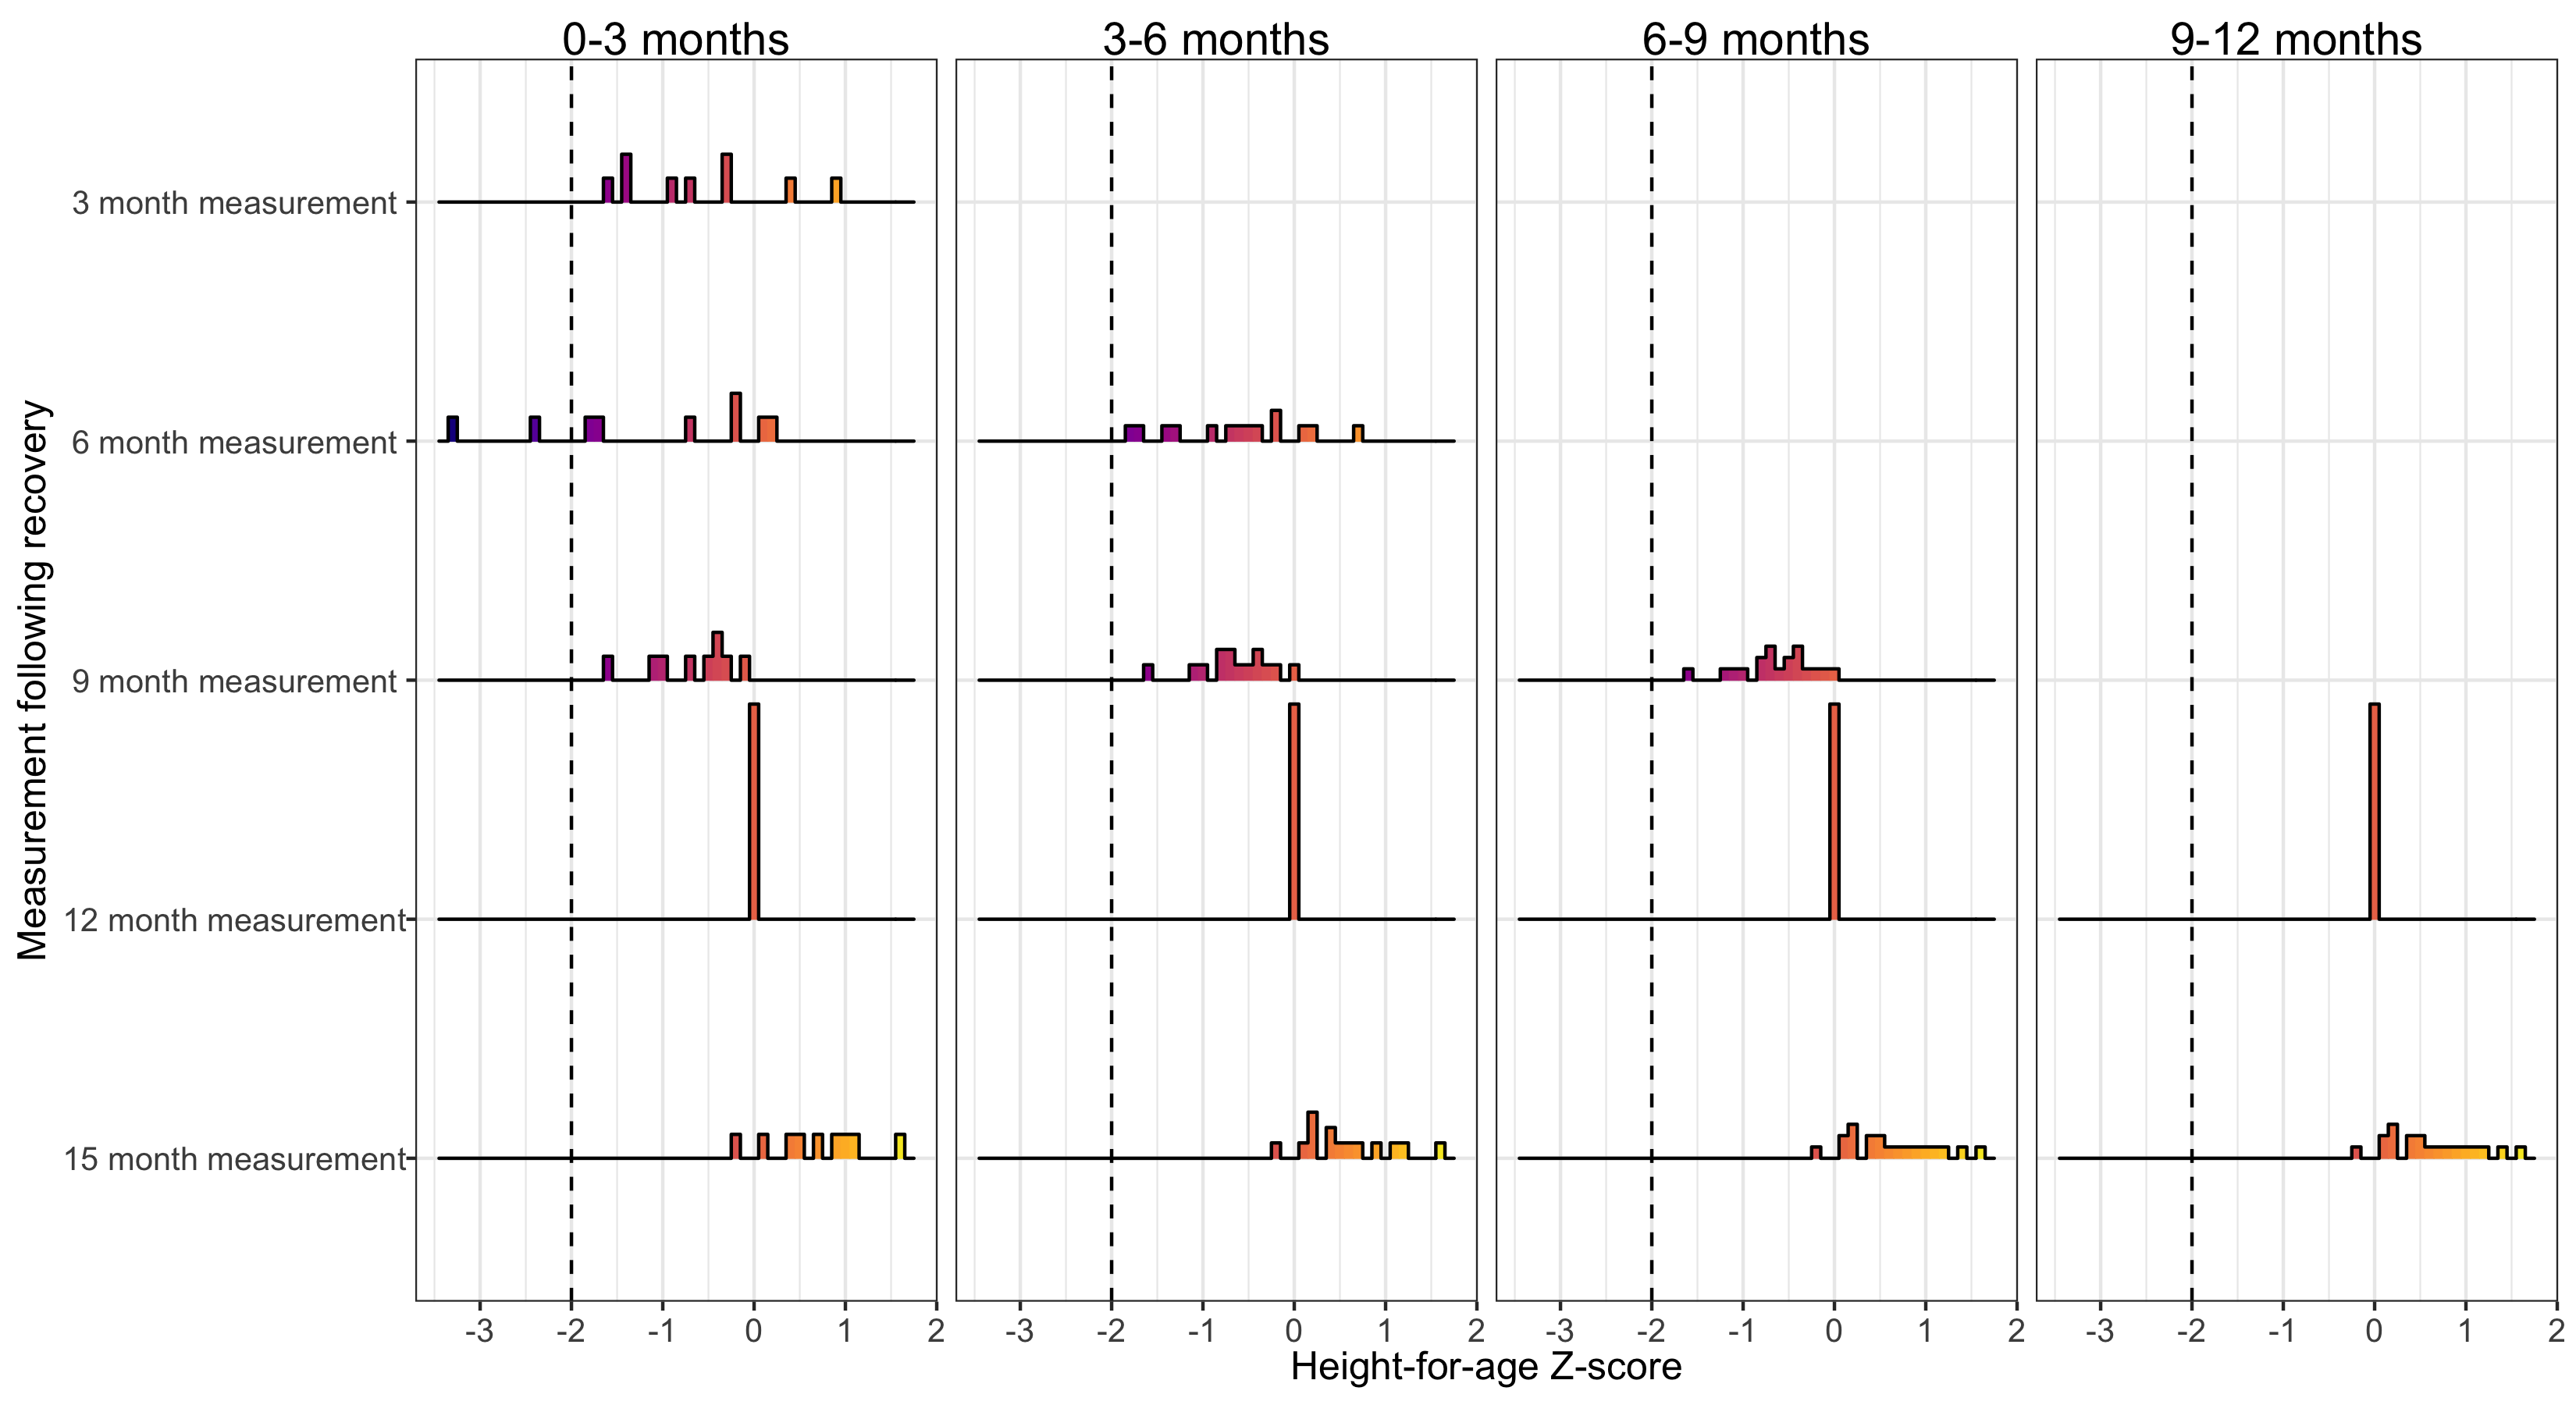 0-3 months
3-6 months
6-9 months
9-12 months
Measurement following recovery
3 month measurement
6 month measurement
9 month measurement
12 month measurement
15 month measurement
-3 -2 -1 0 1 2
-3 -2 -1 0 1 2
-3 -2 -1 0 1 2
-3 -2 -1 0 1 2
Height-for-age Z-score